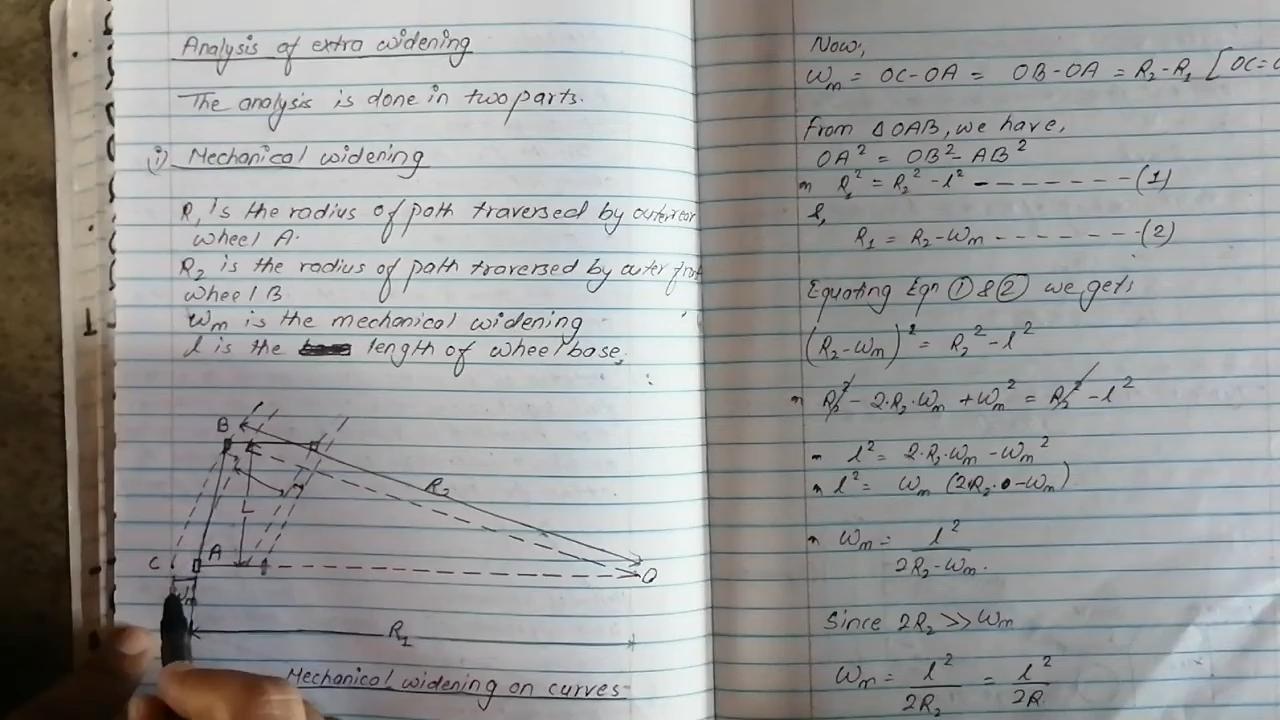 Analysis of extra widening
The analysis is done in two parts.
i) Mechanical widening
R, is the radius of path traversed by outer rear
wheel A.
R2 is the radius of path traversed by outer
wheel B
Wm is the mechanical widening
l is the length of wheel base,
B
R2
L
C
A
O
R1
Mechanical widening on curves
Now,
Wm = OC-OA = OB-OA = R2-R1 [OC=
From ΔOAB, we have,
OA² = OB²- AB²
R1² = R2² - l² - - - - - - - - (1)
&,
R1 = R2-Wm - - - - - - - (2)
Equating Eqn ① & ② we gets
(R2-Wm)² = R2² - l²
R2² - 2·R2·Wm + Wm² = R2² - l²
l² = 2·R2·Wm - Wm²
l² = Wm (2R2 - Wm)
Wm = l² / 2R2-Wm.
Since 2R2 >> Wm
Wm = l² / 2R2 = l² / 2R